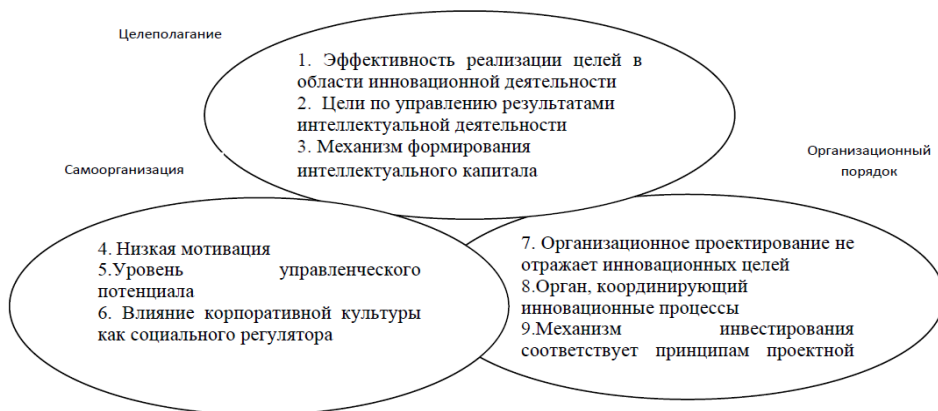 Целеполагание
1. Эффективность реализации целей в
области инновационной деятельности
2. Цели по управлению результатами
интеллектуальной деятельности
3. Механизм формирования
интеллектуального капитала
Самоорганизация
Организационный
порядок
4. Низкая мотивация
5.Уровень управленческого
потенциала
6. Влияние корпоративной культуры
как социального регулятора
7. Организационное проектирование не
отражает инновационных целей
8.Орган, координирующий
инновационные процессы
9.Механизм инвестирования
соответствует принципам проектной